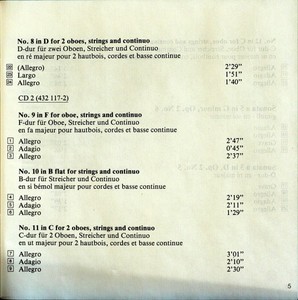 No. 8 in D for 2 oboes, strings and continuo
D-dur für zwei Oboen, Streicher und Continuo
en ré majeur pour 2 hautbois, cordes et basse continue
22 (Allegro) 2’29”
23 Largo 1’51”
24 Allegro 1’40”
CD 2 (432 117-2)
No. 9 in F for oboe, strings and continuo
F-dur für Oboe, Streicher und Continuo
en fa majeur pour hautbois, cordes et basse continue
1 Allegro 2’47”
2 Adagio 0’45”
3 Allegro 2’37”
No. 10 in B flat for strings and continuo
B-dur für Streicher und Continuo
en si bémol majeur pour cordes et basse continue
4 Allegro 2’19”
5 Adagio 2’11”
6 Allegro 1’29”
No. 11 in C for 2 oboes, strings and continuo
C-dur für 2 Oboen, Streicher und Continuo
en ut majeur pour 2 hautbois, cordes et basse continue
7 Allegro 3’01”
8 Adagio 2’10”
9 Allegro 2’30”
5